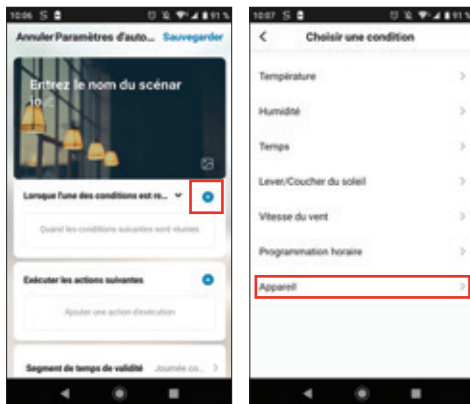 10:06 S 91 %
Annuler Paramètres d'auto... Sauvegarder
Entrez le nom du scénar
io
Lorsque l'une des conditions est re...
Quand les conditions suivantes sont réunies
Exécuter les actions suivantes
Ajouter une action d'exécution
Segment de temps de validité Journée co...
10:07 S 91 %
Choisir une condition
Température
Humidité
Temps
Lever/Coucher du soleil
Vitesse du vent
Programmation horaire
Appareil